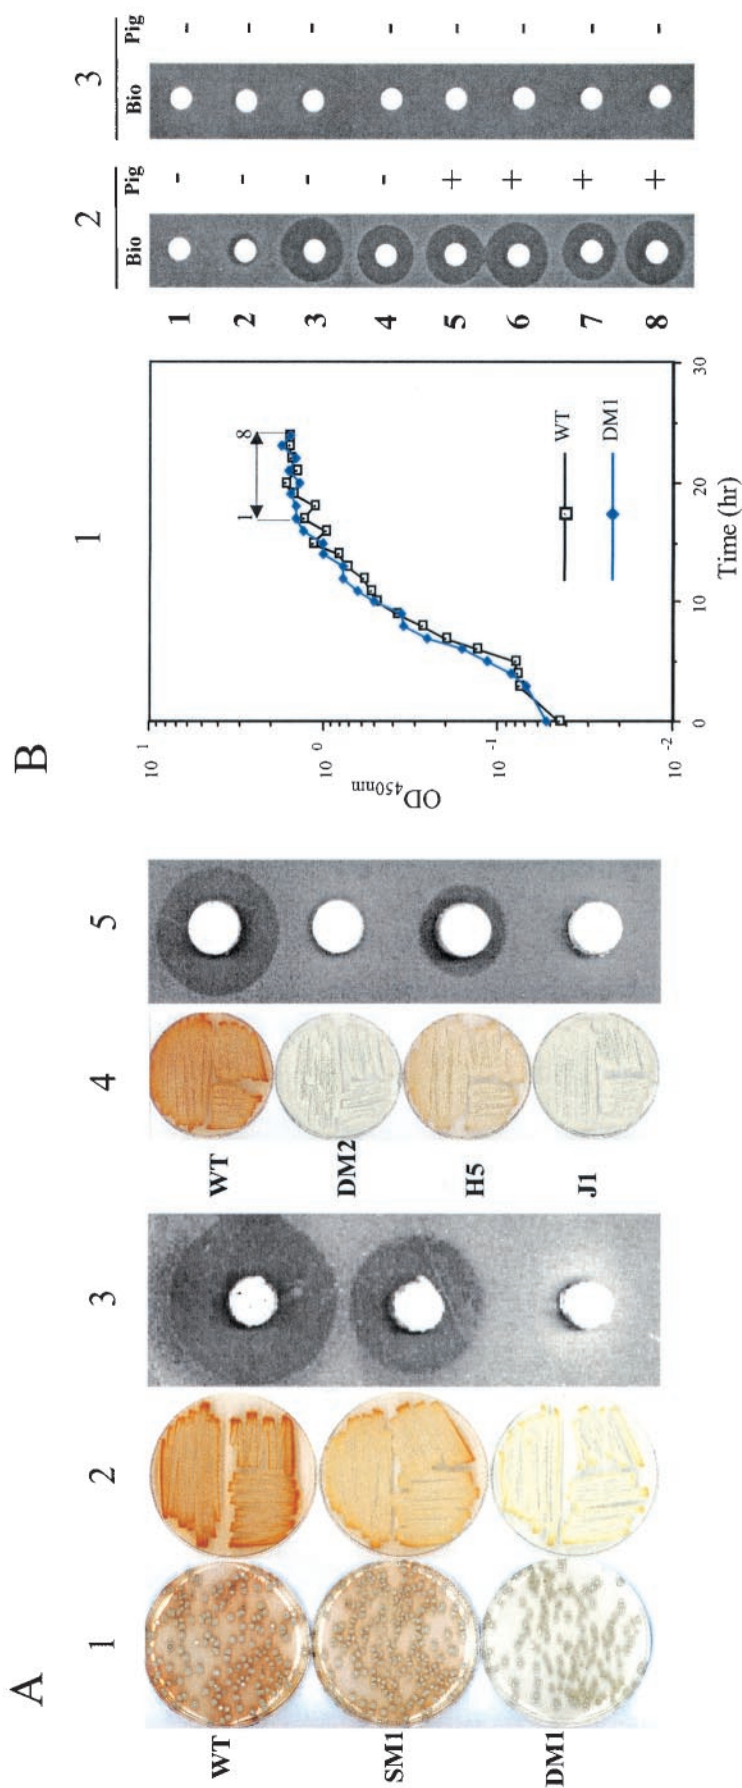 A
1
2
3
WT
SM1
DM1
4
5
WT
DM2
H5
J1
B
1
10 1
10 0
10 -1
10 -2
OD450nm
0
10
20
30
Time (hr)
1
8
WT
DM1
2
Bio
Pig
3
Bio
Pig
1 - -
2 - -
3 - -
4 - -
5 + -
6 + -
7 + -
8 + -